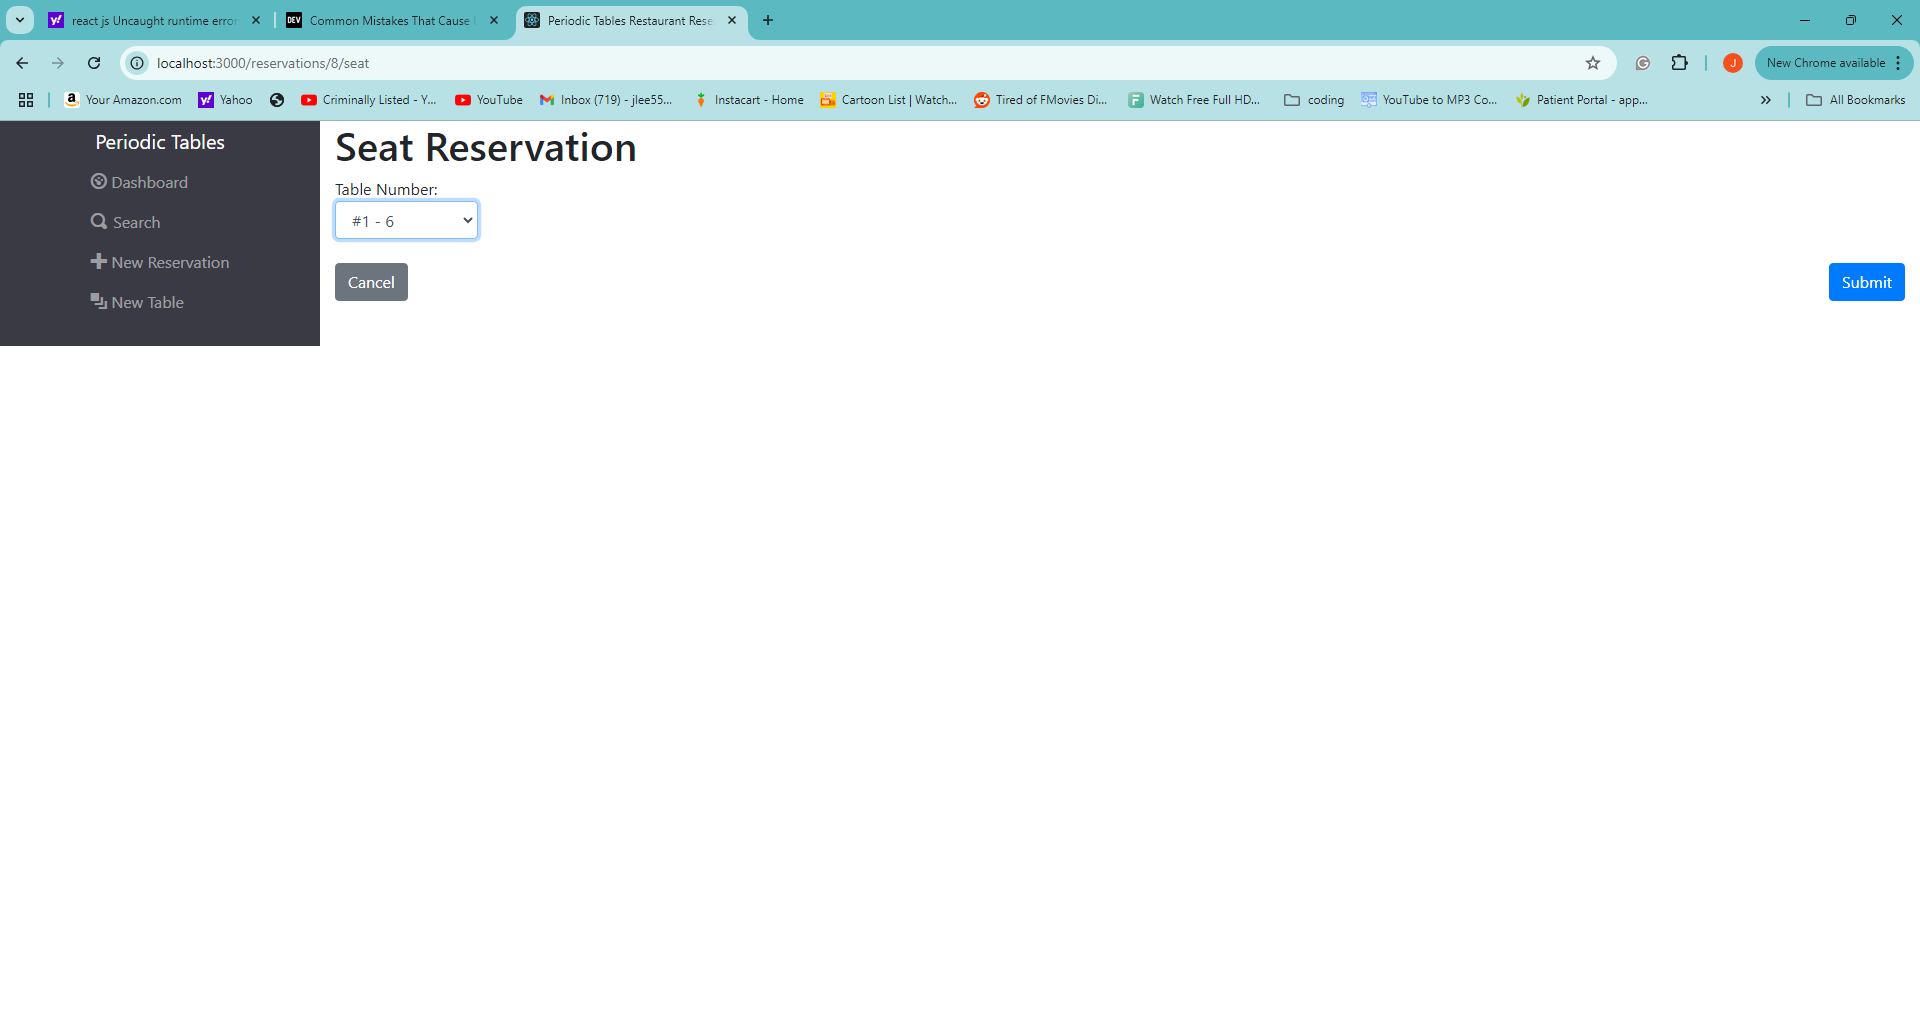 react js Uncaught runtime error
Common Mistakes That Cause
Periodic Tables Restaurant Rese
localhost:3000/reservations/8/seat
J
New Chrome available
Your Amazon.com
Yahoo
Criminally Listed - Y...
YouTube
Inbox (719) - jlee55...
Instacart - Home
Cartoon List | Watch...
Tired of FMovies Di...
Watch Free Full HD...
coding
YouTube to MP3 Co...
Patient Portal - app...
All Bookmarks
Periodic Tables
Dashboard
Search
New Reservation
New Table
Seat Reservation
Table Number:
#1 - 6
Cancel
Submit